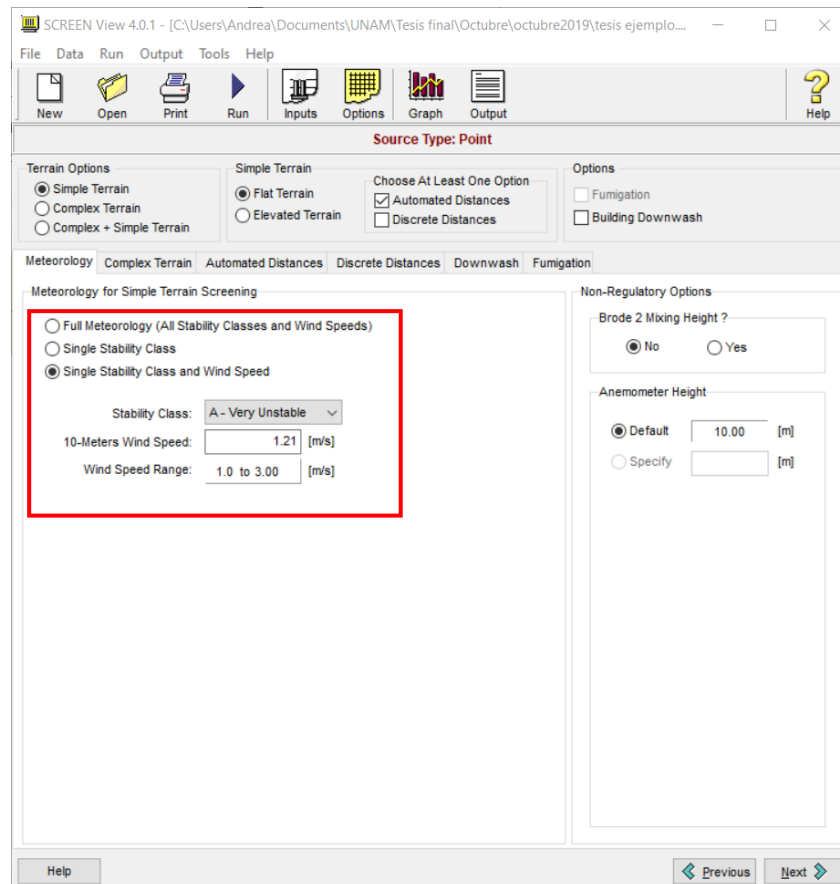 SCREEN View 4.0.1 - [C:\Users\Andrea\Documents\UNAM\Tesis final\Octubre\octubre2019\tesis ejemplo....
File Data Run Output Tools Help
New Open Print Run Inputs Options Graph Output Help
Source Type: Point
Terrain Options
Simple Terrain
Complex Terrain
Complex + Simple Terrain
Simple Terrain
Flat Terrain
Elevated Terrain
Choose At Least One Option
Automated Distances
Discrete Distances
Options
Fumigation
Building Downwash
Meteorology Complex Terrain Automated Distances Discrete Distances Downwash Fumigation
Meteorology for Simple Terrain Screening
Full Meteorology (All Stability Classes and Wind Speeds)
Single Stability Class
Single Stability Class and Wind Speed
Stability Class: A - Very Unstable
10-Meters Wind Speed: 1.21 [m/s]
Wind Speed Range: 1.0 to 3.00 [m/s]
Non-Regulatory Options
Brode 2 Mixing Height ?
No Yes
Anemometer Height
Default 10.00 [m]
Specify [m]
Help Previous Next